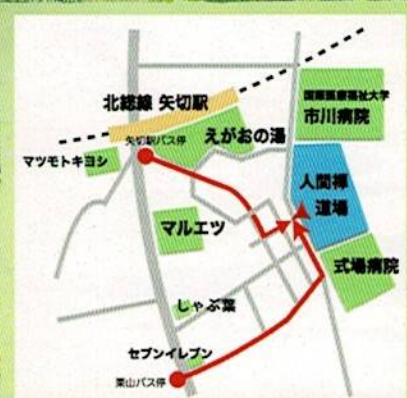 北総線 矢切駅
国際医療福祉大学
市川病院
矢切駅バス停
えがおの湯
マツモトキヨシ
人間禅
道場
マルエツ
式場病院
しゃぶ葉
セブンイレブン
栗山バス停